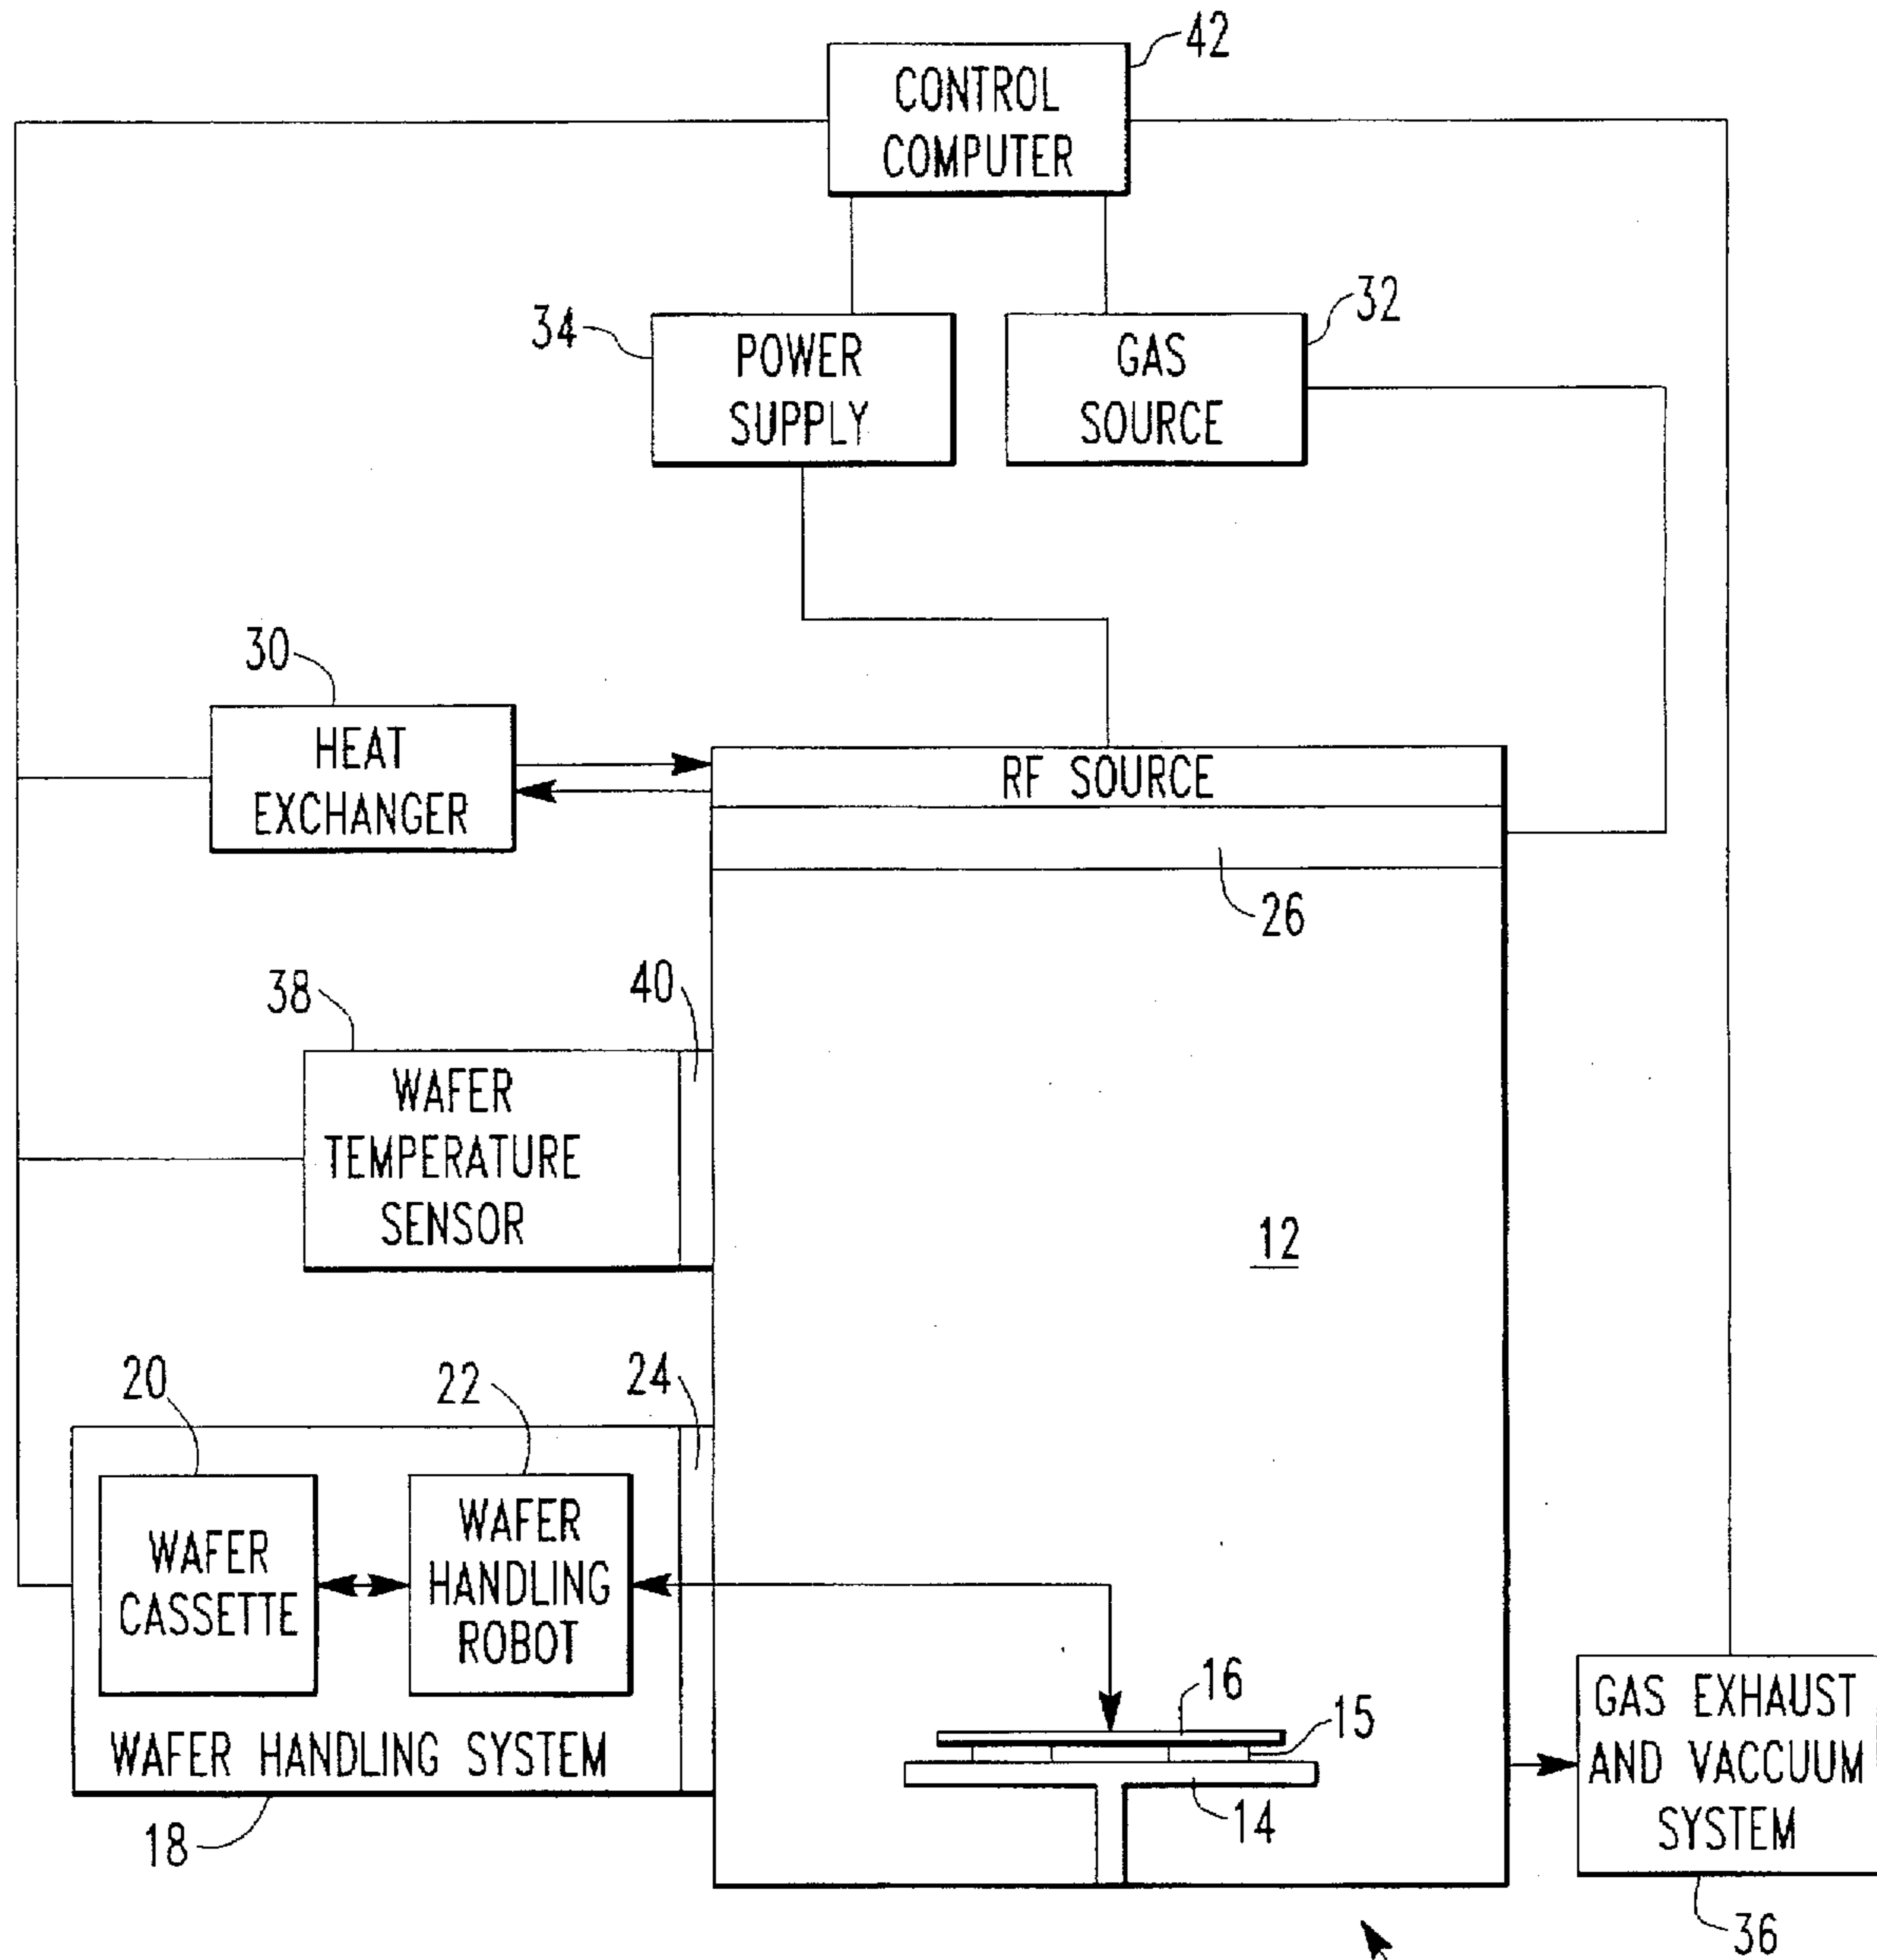 42
CONTROL
COMPUTER
34
POWER
SUPPLY
32
GAS
SOURCE
30
HEAT
EXCHANGER
RF SOURCE
26
38
40
WAFER
TEMPERATURE
SENSOR
12
20
22
24
WAFER
CASSETTE
WAFER
HANDLING
ROBOT
WAFER HANDLING SYSTEM
18
16
15
14
GAS EXHAUST
AND VACCUUM
SYSTEM
36